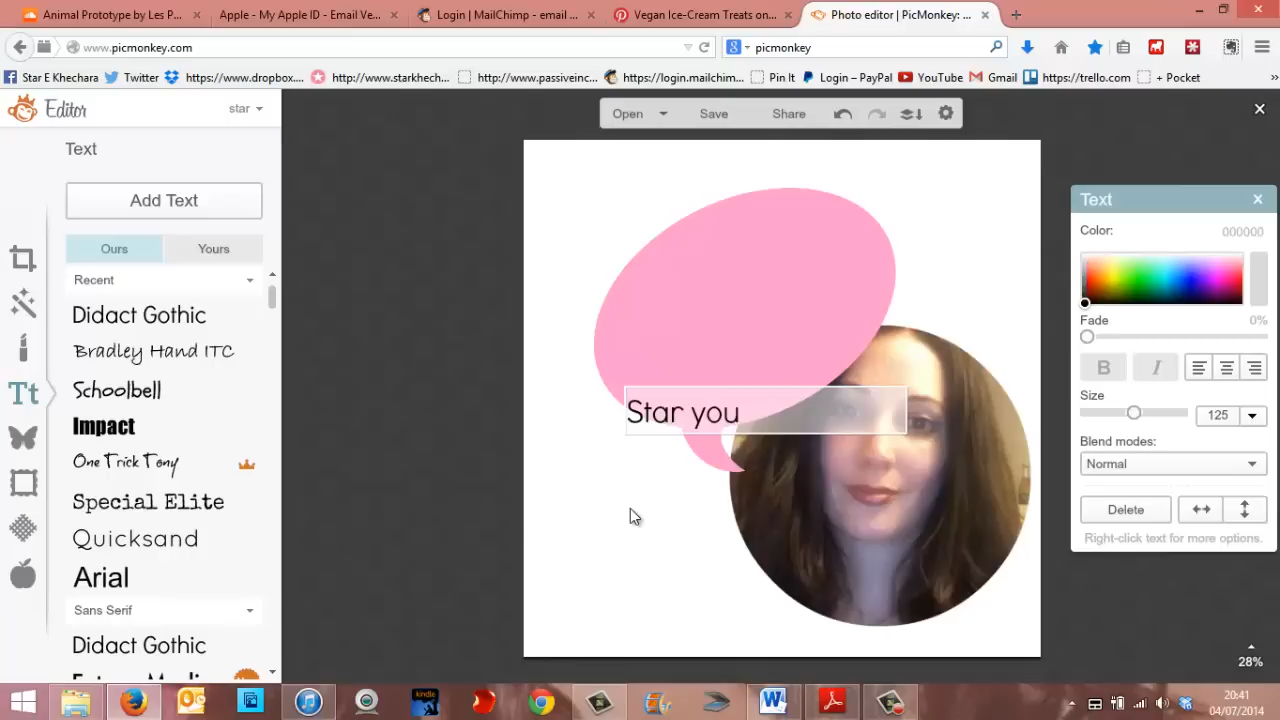 Animal Prototype by Les P...
Apple - My Apple ID - Email Ve...
Login | MailChimp - email ...
Vegan Ice-Cream Treats on...
Photo editor | PicMonkey: ...
www.picmonkey.com
picmonkey
Star E Khechara
Twitter
https://www.dropbox....
http://www.starkhech...
http://www.passiveinc...
https://login.mailchim...
Pin It
Login – PayPal
YouTube
Gmail
https://trello.com
+ Pocket
Editor
star
Open
Save
Share
Text
Add Text
Ours
Yours
Recent
Didact Gothic
Bradley Hand ITC
Schoolbell
Impact
One Trick Tony
Special Elite
Quicksand
Arial
Sans Serif
Didact Gothic
Star you
Text
Color:
000000
Fade
0%
B
I
Size
125
Blend modes:
Normal
Delete
Right-click text for more options.
28%
Tt
kindle
20:41
04/07/2014